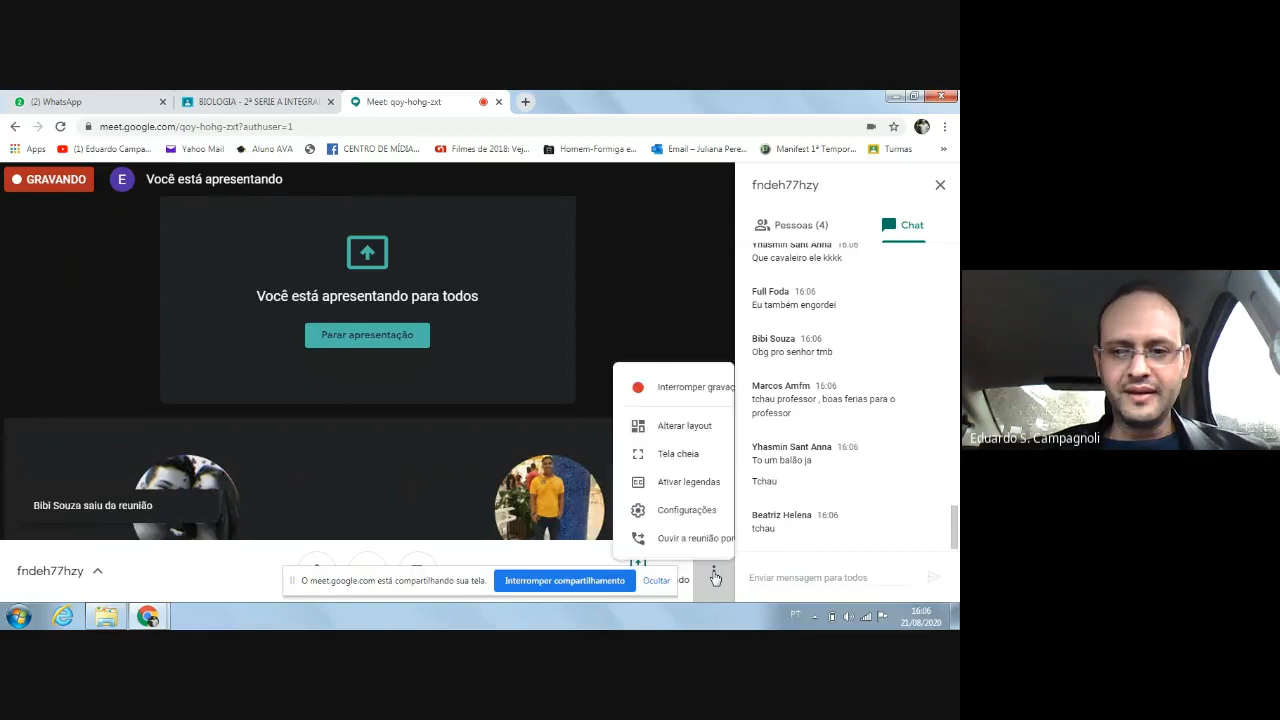 (2) WhatsApp
BIOLOGIA - 2ª SERIE A INTEGRA
Meet: qoy-hohg-zxt
meet.google.com/qoy-hohg-zxt?authuser=1
Apps
(1) Eduardo Campa...
Yahoo Mail
Aluno AVA
CENTRO DE MÍDIA...
Filmes de 2018: Vej...
Homem-Formiga e...
Email – Juliana Pere...
Manifest 1ª Tempor...
Turmas
GRAVANDO
E
Você está apresentando
Você está apresentando para todos
Parar apresentação
Bibi Souza saiu da reunião
Interromper gravaç
Alterar layout
Tela cheia
Ativar legendas
Configurações
Ouvir a reunião por
fndeh77hzy
Pessoas (4)
Chat
Yhasmin Sant Anna 16:06
Que cavaleiro ele kkkk
Full Foda 16:06
Eu também engordei
Bibi Souza 16:06
Obg pro senhor tmb
Marcos Amfm 16:06
tchau professor , boas ferias para o
professor
Yhasmin Sant Anna 16:06
To um balão ja
Tchau
Beatriz Helena 16:06
tchau
Enviar mensagem para todos
fndeh77hzy
O meet.google.com está compartilhando sua tela.
Interromper compartilhamento
Ocultar
ndo
PT
16:06
21/08/2020
Eduardo S. Campagnoli